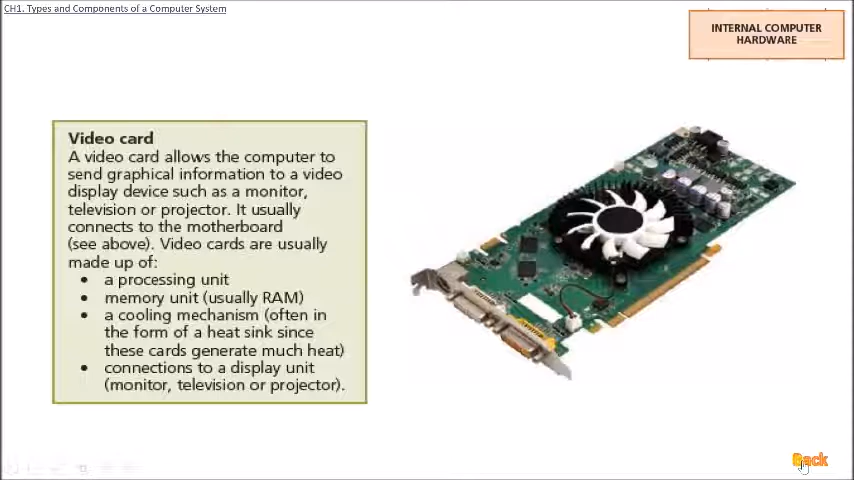 CH1. Types and Components of a Computer System
INTERNAL COMPUTER
HARDWARE
Video card
A video card allows the computer to
send graphical information to a video
display device such as a monitor,
television or projector. It usually
connects to the motherboard
(see above). Video cards are usually
made up of:
• a processing unit
• memory unit (usually RAM)
• a cooling mechanism (often in
the form of a heat sink since
these cards generate much heat)
• connections to a display unit
(monitor, television or projector).
Back